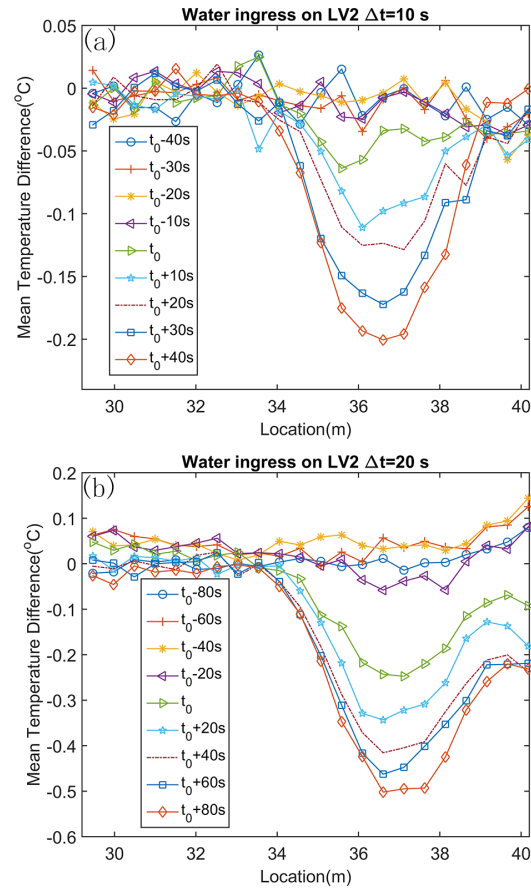 Water ingress on LV2 Δt=10 s
(a)
0.05
0
-0.05
-0.1
-0.15
-0.2
Mean Temperature Difference(°C)
t0-40s
t0-30s
t0-20s
t0-10s
t0
t0+10s
t0+20s
t0+30s
t0+40s
30 32 34 36 38 40
Location(m)
Water ingress on LV2 Δt=20 s
(b)
0.2
0.1
0
-0.1
-0.2
-0.3
-0.4
-0.5
-0.6
Mean Temperature Difference(°C)
t0-80s
t0-60s
t0-40s
t0-20s
t0
t0+20s
t0+40s
t0+60s
t0+80s
30 32 34 36 38 40
Location(m)